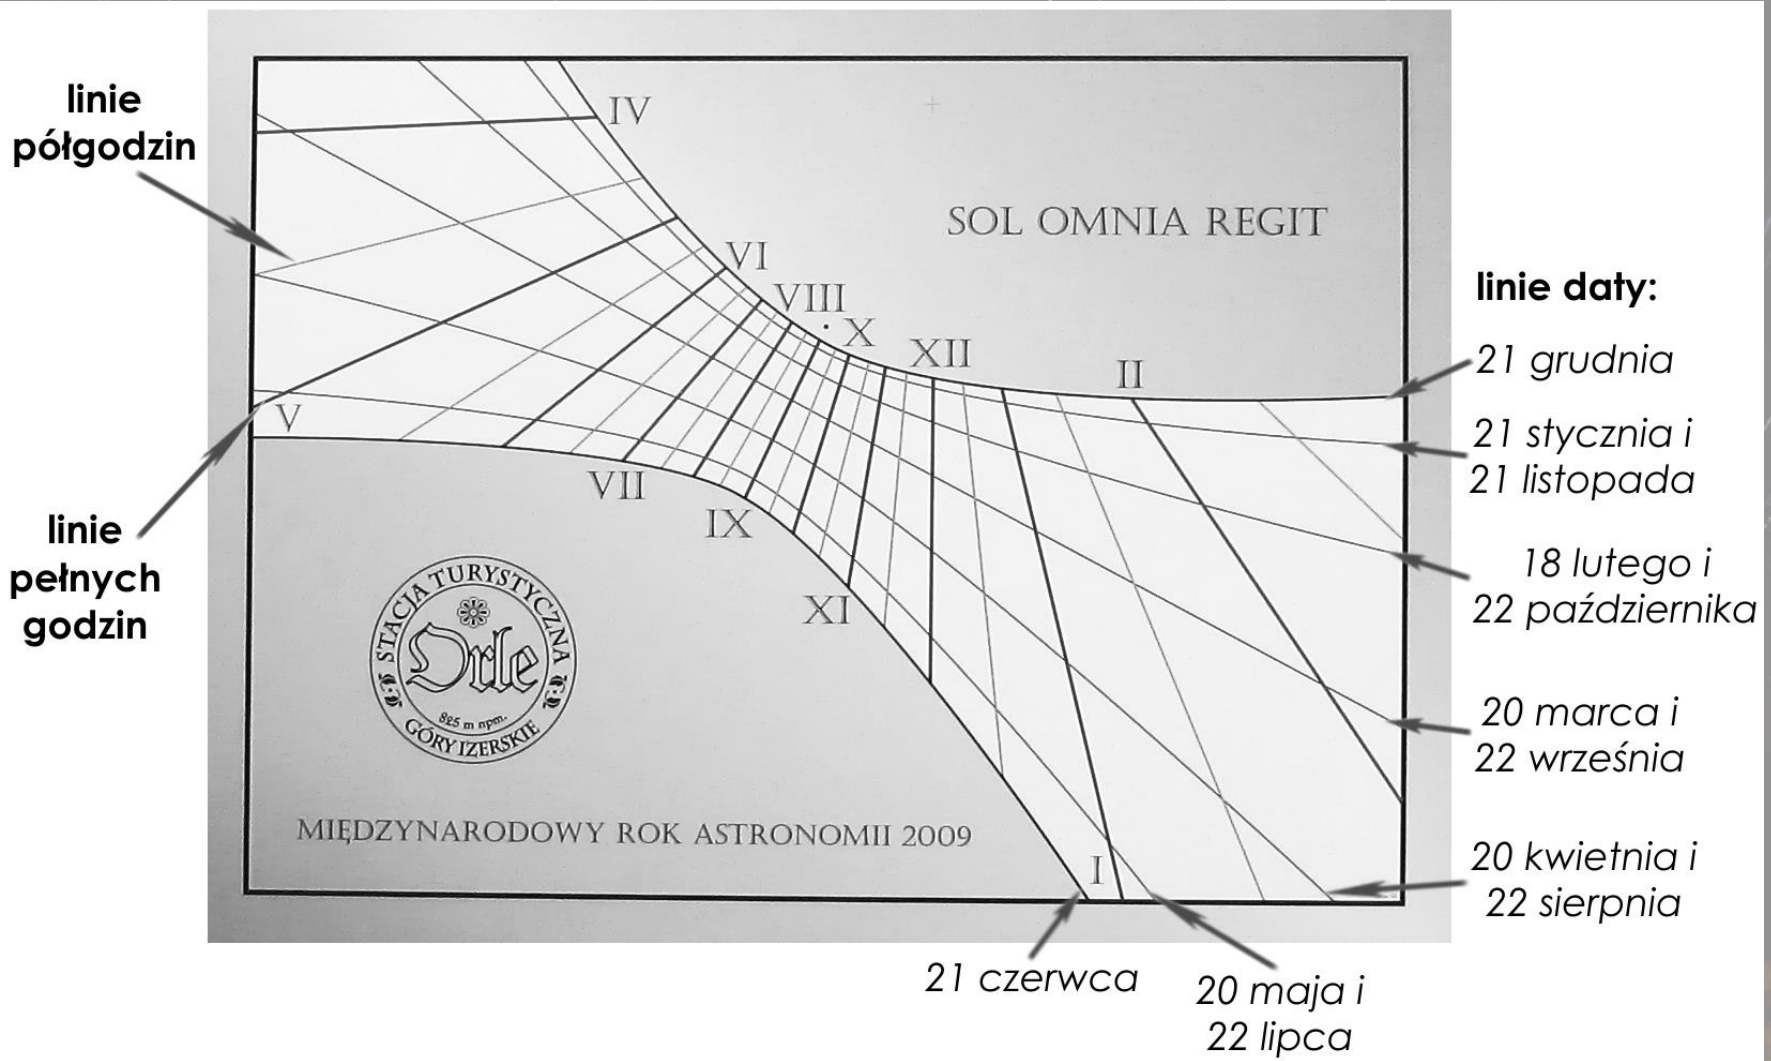 linie
półgodzin
IV
SOL OMNIA REGIT
VI
VIII
X
XII
II
linie daty:
21 grudnia
21 stycznia i
21 listopada
V
VII
IX
XI
I
linie
pełnych
godzin
18 lutego i
22 października
STACJA TURYSTYCZNA
Orle
825 m npm.
GÓRY IZERSKIE
20 marca i
22 września
MIĘDZYNARODOWY ROK ASTRONOMII 2009
20 kwietnia i
22 sierpnia
21 czerwca
20 maja i
22 lipca